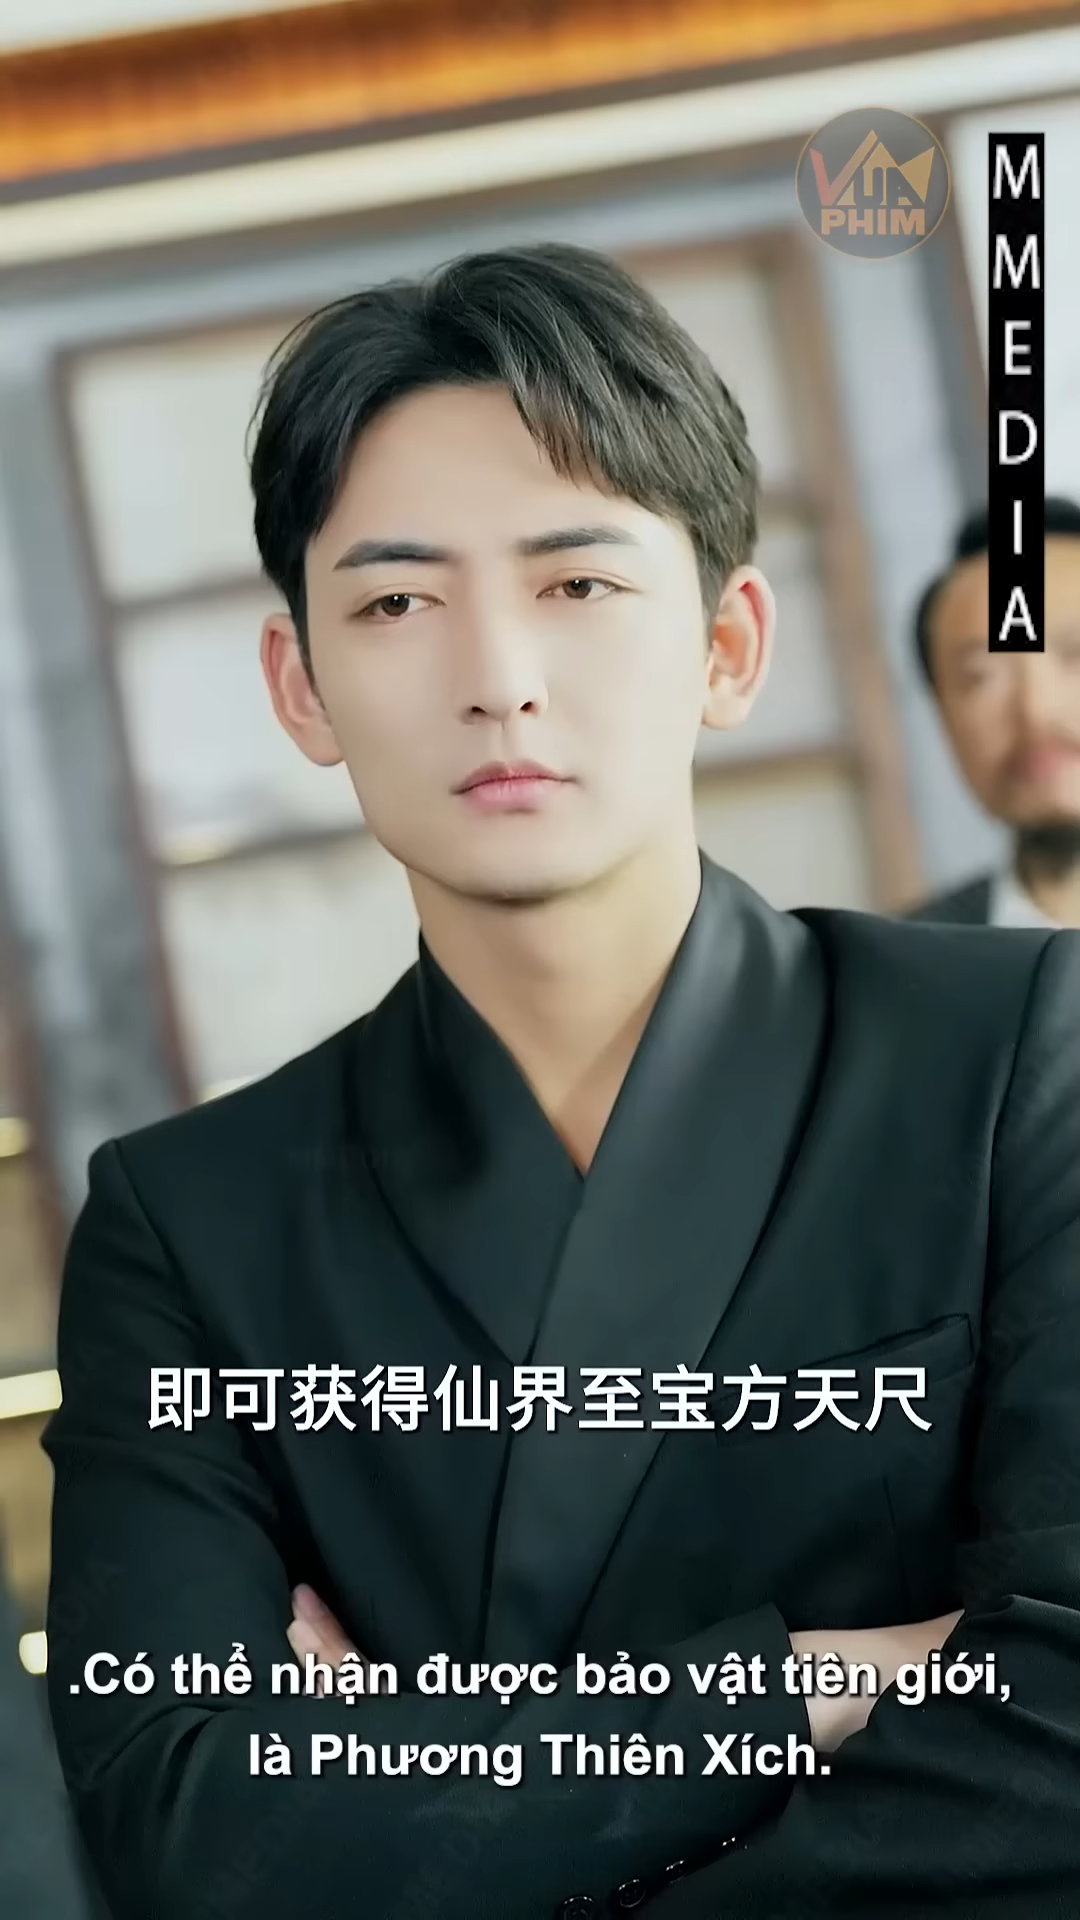 VUA
PHIM
MMEDIA
即可获得仙界至宝方天尺
.Có thể nhận được bảo vật tiên giới,
là Phương Thiên Xích.